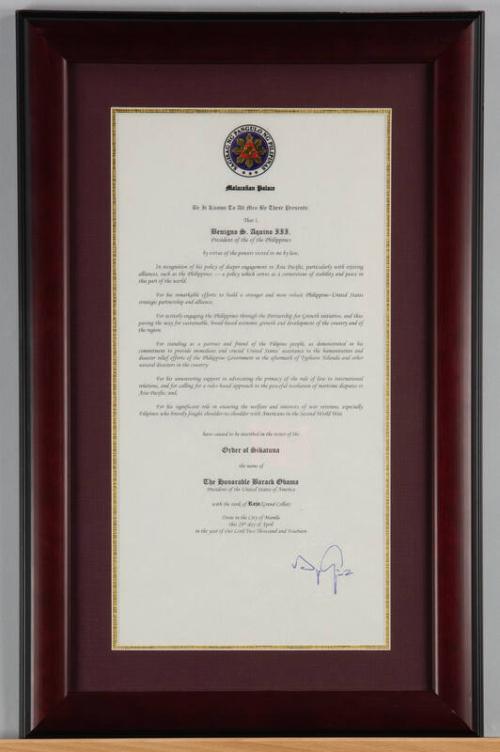 SAGISAG NG PANGULO NG PILIPINAS
Malacañan Palace
Be It Known To All Men By These Presents:
That I,
Benigno S. Aquino III.
President of the of the Philippines
by virtue of the powers vested in me by law,
In recognition of his policy of deeper engagement in Asia Pacific, particularly with existing
alliances, such as the Philippines — a policy which serves as a cornerstone of stability and peace in
this part of the world.
For his remarkable efforts to build a stronger and more robust Philippine-United States
strategic partnership and alliance;
For actively engaging the Philippines through the Partnership for Growth initiative, and thus
paving the way for sustainable, broad-based economic growth and development of the country and of
the region;
For standing as a partner and friend of the Filipino people, as demonstrated in his
commitment to provide immediate and crucial United States' assistance to the humanitarian and
disaster relief efforts of the Philippine Government in the aftermath of Typhoon Yolanda and other
natural disasters in the country;
For his unwavering support in advocating the primacy of the rule of law in international
relations, and for calling for a rules-based approach to the peaceful resolution of maritime disputes in
Asia-Pacific; and,
For his significant role in ensuring the welfare and interests of war veterans, especially
Filipinos who bravely fought shoulder-to-shoulder with Americans in the Second World War.
have caused to be inscribed in the roster of the
Order of Sikatuna
the name of
The Honorable Barack Obama
President of the United States of America
with the rank of Raja (Grand Collar)
Done in the City of Manila
this 28th day of April
in the year of our Lord Two Thousand and Fourteen